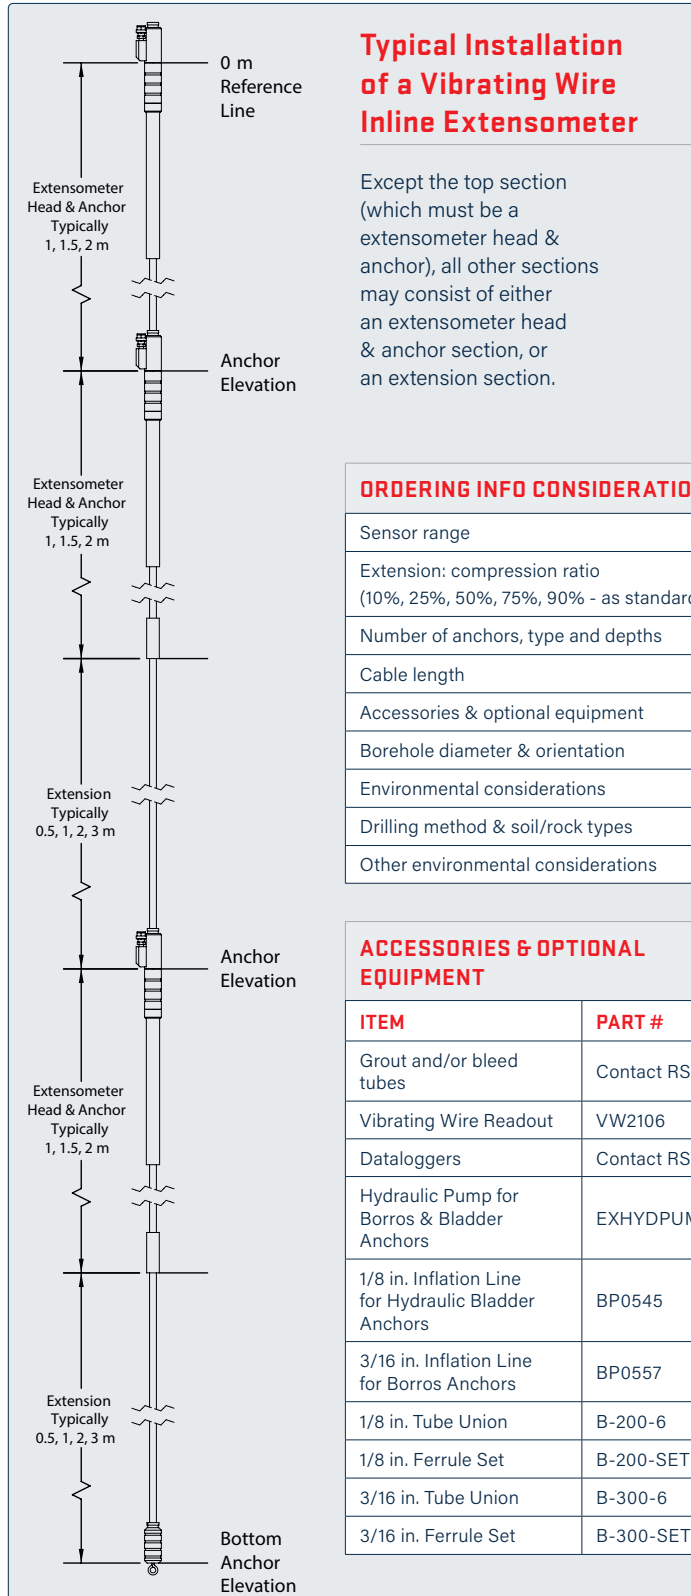 Typical Installation
of a Vibrating Wire
Inline Extensometer
Except the top section
(which must be a
extensometer head &
anchor), all other sections
may consist of either
an extensometer head
& anchor section, or
an extension section.
0 m
Reference
Line
Extensometer
Head & Anchor
Typically
1, 1.5, 2 m
Anchor
Elevation
Extensometer
Head & Anchor
Typically
1, 1.5, 2 m
Extension
Typically
0.5, 1, 2, 3 m
Anchor
Elevation
Extensometer
Head & Anchor
Typically
1, 1.5, 2 m
Extension
Typically
0.5, 1, 2, 3 m
Bottom
Anchor
Elevation
ORDERING INFO CONSIDERATIO
Sensor range
Extension: compression ratio
(10%, 25%, 50%, 75%, 90% - as standar
Number of anchors, type and depths
Cable length
Accessories & optional equipment
Borehole diameter & orientation
Environmental considerations
Drilling method & soil/rock types
Other environmental considerations
ACCESSORIES & OPTIONAL
EQUIPMENT
ITEM PART #
Grout and/or bleed
tubes Contact RS
Vibrating Wire Readout VW2106
Dataloggers Contact RS
Hydraulic Pump for
Borros & Bladder
Anchors EXHYDPUM
1/8 in. Inflation Line
for Hydraulic Bladder
Anchors BP0545
3/16 in. Inflation Line
for Borros Anchors BP0557
1/8 in. Tube Union B-200-6
1/8 in. Ferrule Set B-200-SET
3/16 in. Tube Union B-300-6
3/16 in. Ferrule Set B-300-SET